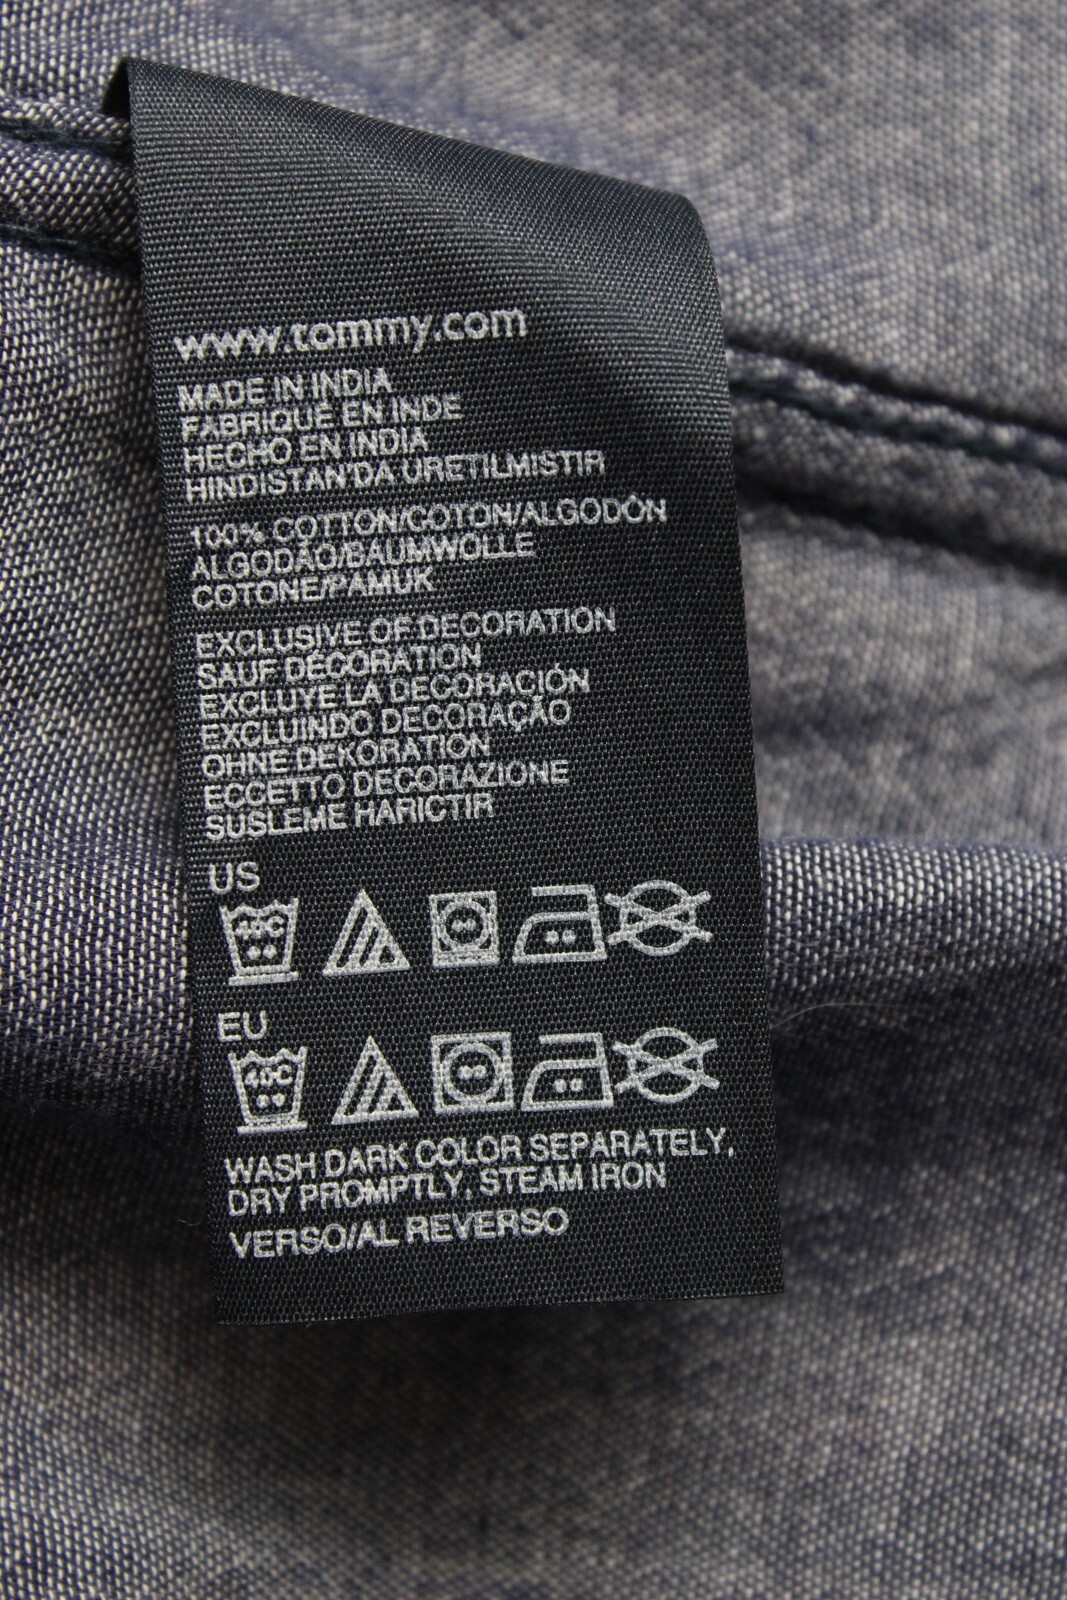 www.tommy.com
MADE IN INDIA
FABRIQUÉ EN INDE
HECHO EN INDIA
HINDISTAN'DA URETILMISTIR
100% COTTON/COTON/ALGODÓN
ALGODÃO/BAUMWOLLE
COTONE/PAMUK
EXCLUSIVE OF DECORATION
SAUF DÉCORATION
EXCLUYE LA DECORACIÓN
EXCLUINDO DECORAÇÃO
OHNE DEKORATION
ECCETTO DECORAZIONE
SUSLEME HARICTIR
US
40C
EU
40C
WASH DARK COLOR SEPARATELY,
DRY PROMPTLY, STEAM IRON
VERSO/AL REVERSO